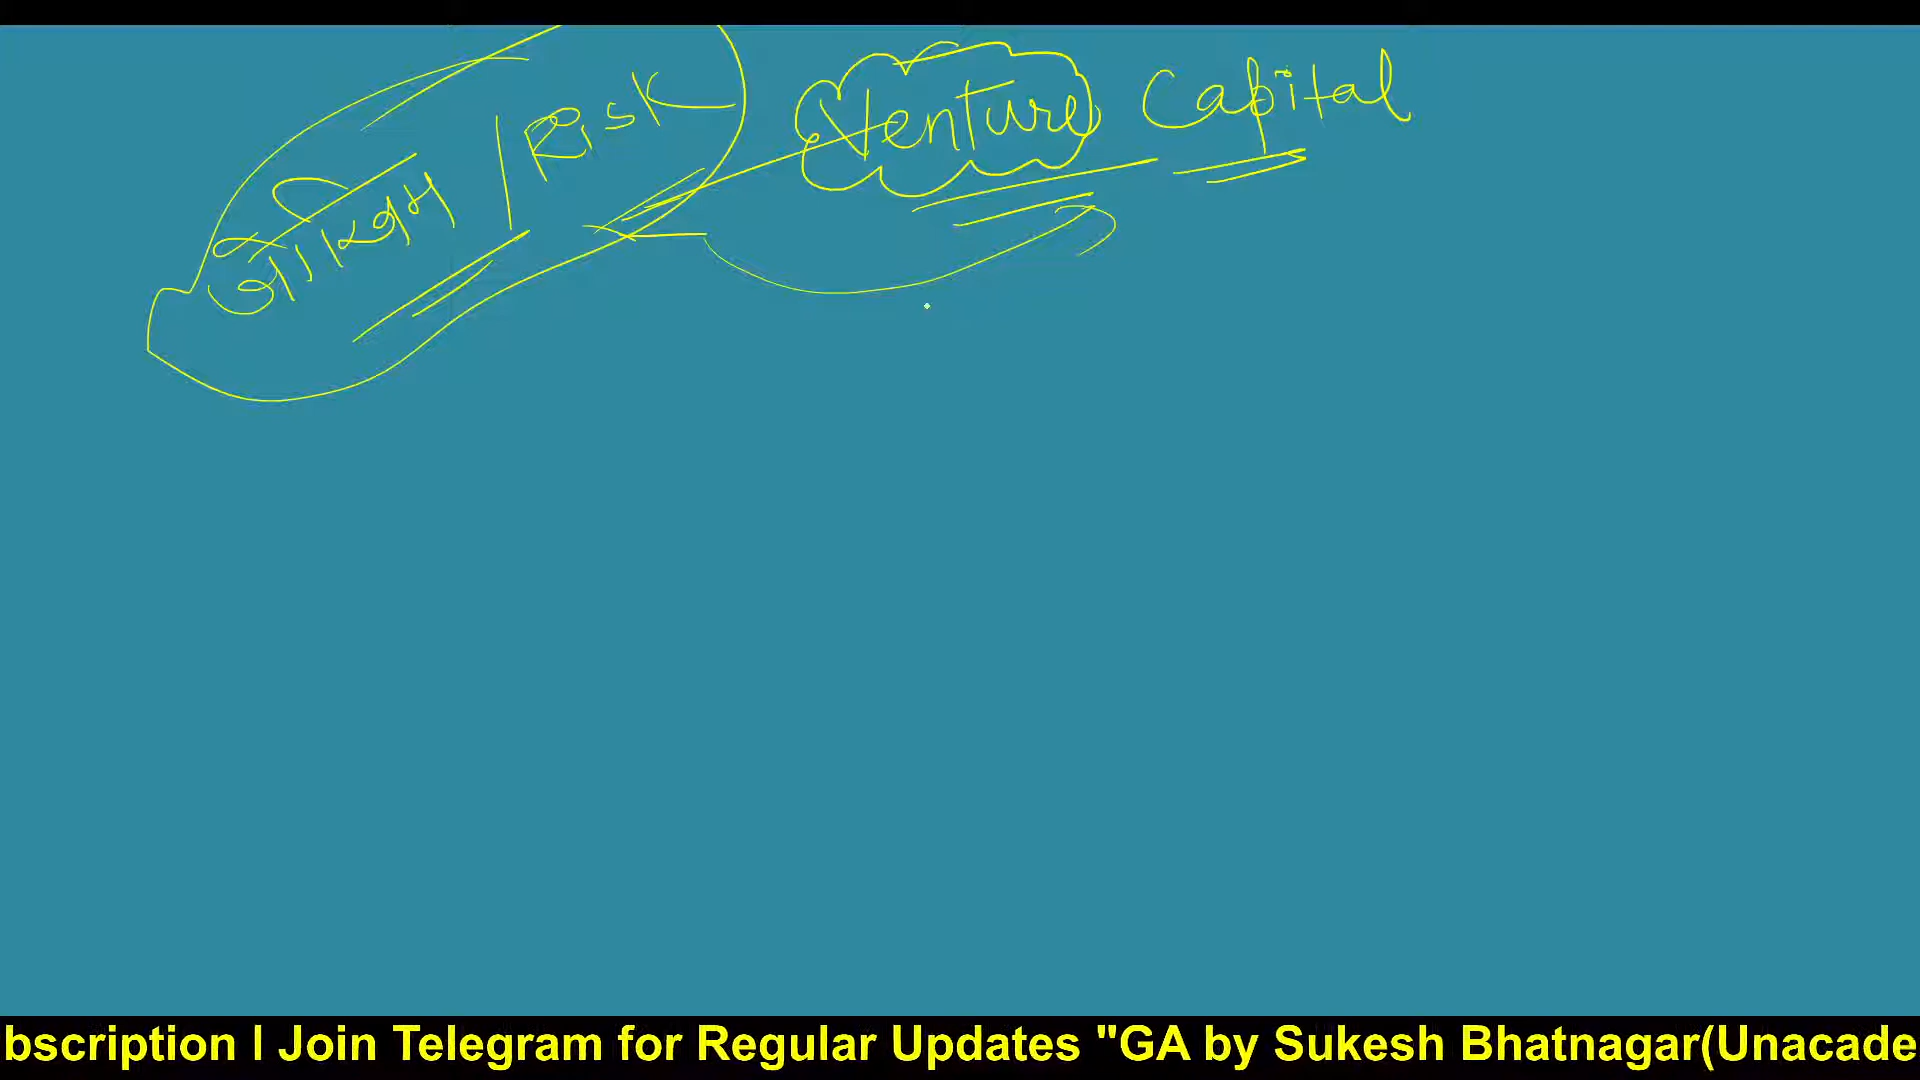 Venture Capital
जोखिम / Risk
bscription l Join Telegram for Regular Updates "GA by Sukesh Bhatnagar(Unacade